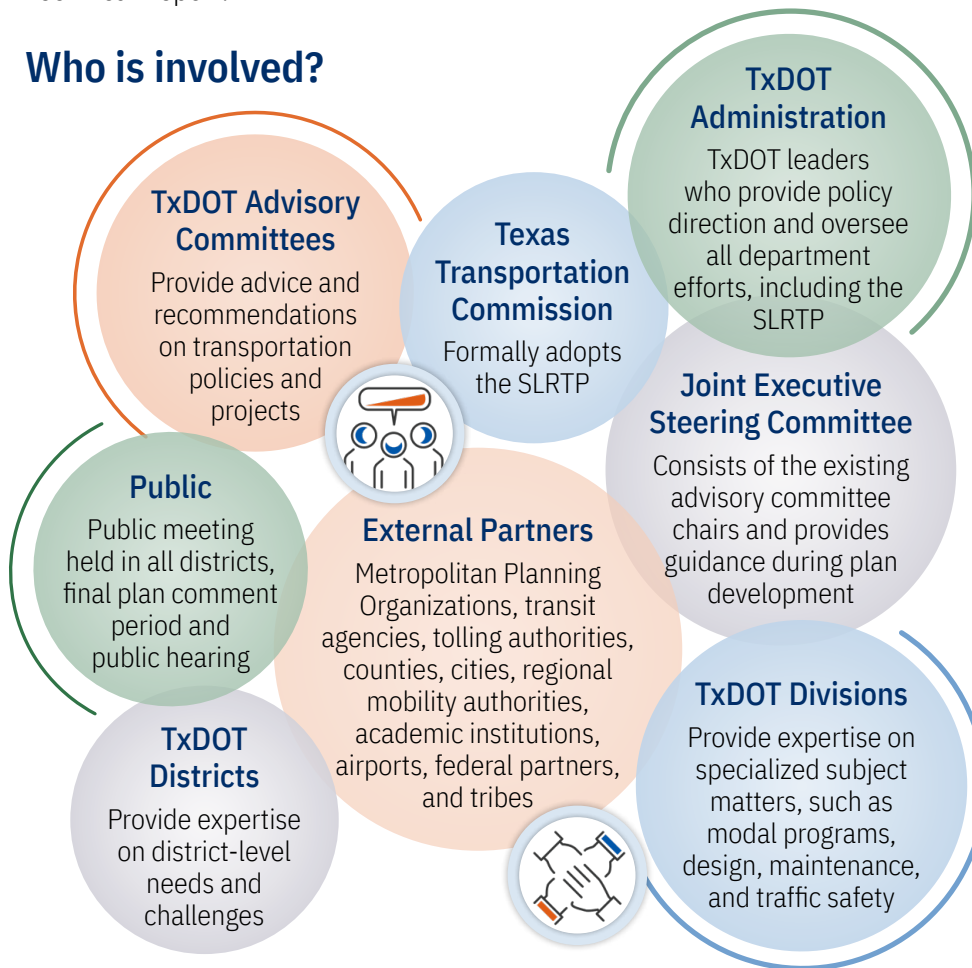 Who is involved?
TxDOT Advisory
Committees
Provide advice and
recommendations
on transportation
policies and
projects
Texas
Transportation
Commission
Formally adopts
the SLRTP
TxDOT
Administration
TxDOT leaders
who provide policy
direction and oversee
all department
efforts, including the
SLRTP
Joint Executive
Steering Committee
Consists of the existing
advisory committee
chairs and provides
guidance during plan
development
Public
Public meeting
held in all districts,
final plan comment
period and
public hearing
External Partners
Metropolitan Planning
Organizations, transit
agencies, tolling authorities,
counties, cities, regional
mobility authorities,
academic institutions,
airports, federal partners,
and tribes
TxDOT
Districts
Provide expertise
on district-level
needs and
challenges
TxDOT Divisions
Provide expertise on
specialized subject
matters, such as
modal programs,
design, maintenance,
and traffic safety